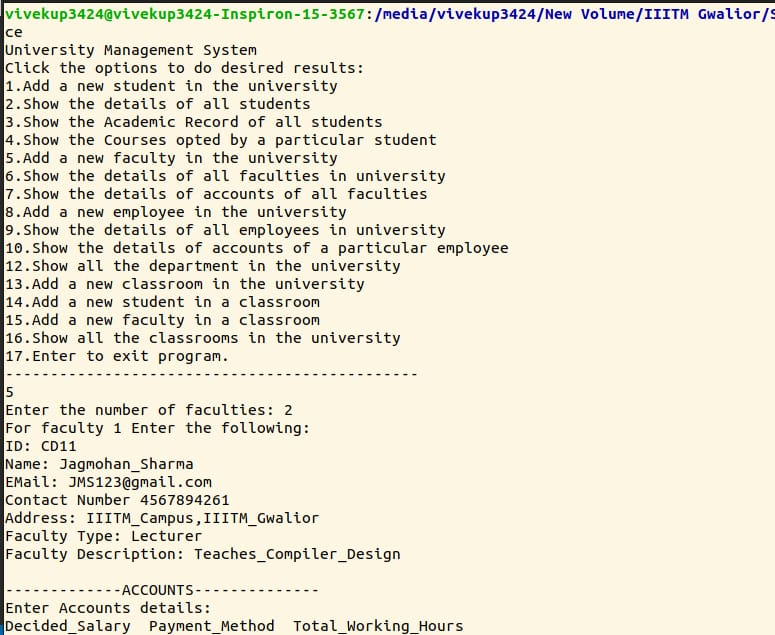 vivekup3424@vivekup3424-Inspiron-15-3567:/media/vivekup3424/New Volume/IIITM Gwalior/S
ce
University Management System
Click the options to do desired results:
1.Add a new student in the university
2.Show the details of all students
3.Show the Academic Record of all students
4.Show the Courses opted by a particular student
5.Add a new faculty in the university
6.Show the details of all faculties in university
7.Show the details of accounts of all faculties
8.Add a new employee in the university
9.Show the details of all employees in university
10.Show the details of accounts of a particular employee
12.Show all the department in the university
13.Add a new classroom in the university
14.Add a new student in a classroom
15.Add a new faculty in a classroom
16.Show all the classrooms in the university
17.Enter to exit program.
----------------------------------------------
5
Enter the number of faculties: 2
For faculty 1 Enter the following:
ID: CD11
Name: Jagmohan_Sharma
EMail: JMS123@gmail.com
Contact Number 4567894261
Address: IIITM_Campus,IIITM_Gwalior
Faculty Type: Lecturer
Faculty Description: Teaches_Compiler_Design
-------------ACCOUNTS--------------
Enter Accounts details:
Decided_Salary  Payment_Method  Total_Working_Hours